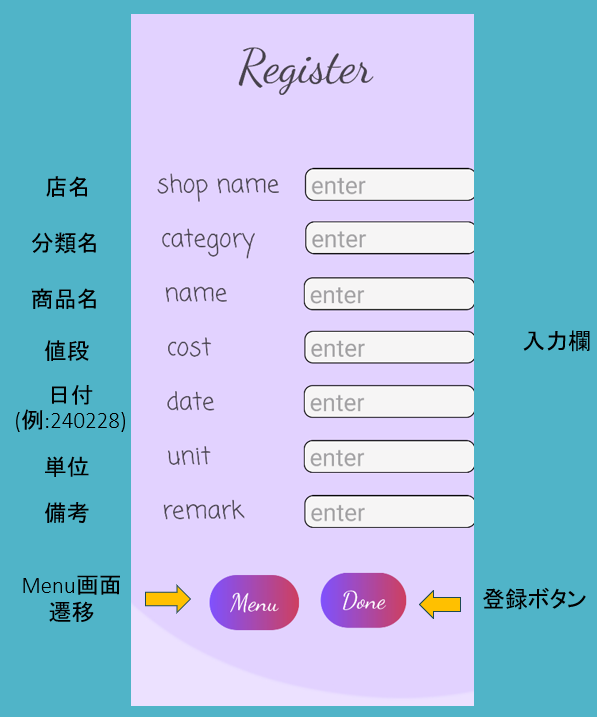 Register
店名 shop name enter
分類名 category enter
商品名 name enter
入力欄
値段 cost enter
日付
(例:240228) date enter
単位 unit enter
備考 remark enter
Menu画面
遷移
Menu Done 登録ボタン